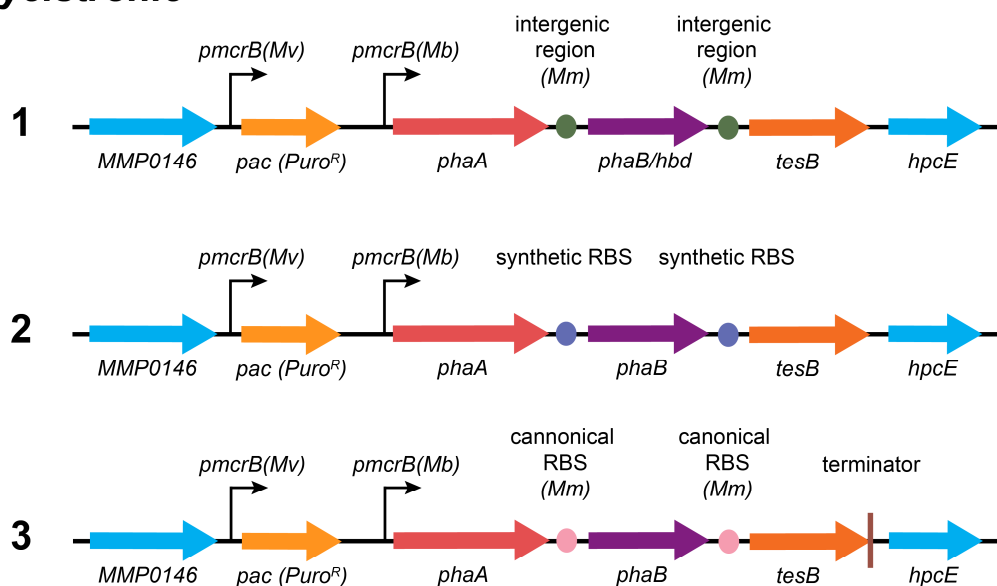 intergenic region (Mm) intergenic region (Mm)
pmcrB(Mv) pmcrB(Mb)
1
MMP0146 pac (Puroᴿ) phaA phaB/hbd tesB hpcE
pmcrB(Mv) pmcrB(Mb) synthetic RBS synthetic RBS
2
MMP0146 pac (Puroᴿ) phaA phaB tesB hpcE
cannonical RBS (Mm) canonical RBS (Mm) terminator
pmcrB(Mv) pmcrB(Mb)
3
MMP0146 pac (Puroᴿ) phaA phaB tesB hpcE